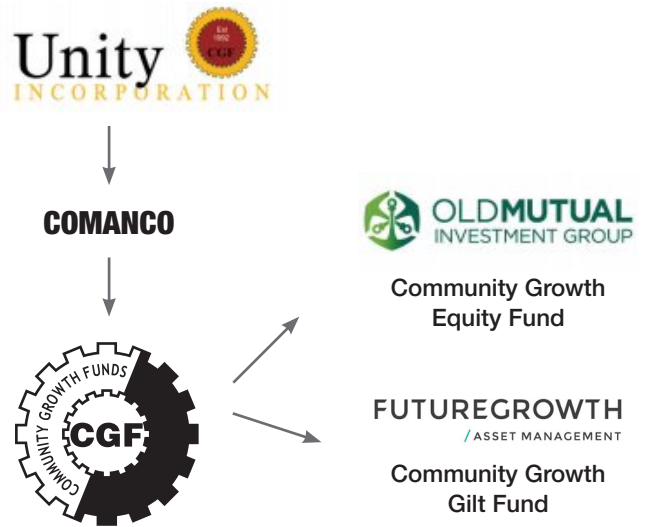 Unity
Est
1992
CGF
INCORPORATION
COMANCO
OLDMUTUAL
INVESTMENT GROUP
Community Growth
Equity Fund
COMMUNITY GROWTH FUNDS
CGF
FUTUREGROWTH
/ASSET MANAGEMENT
Community Growth
Gilt Fund